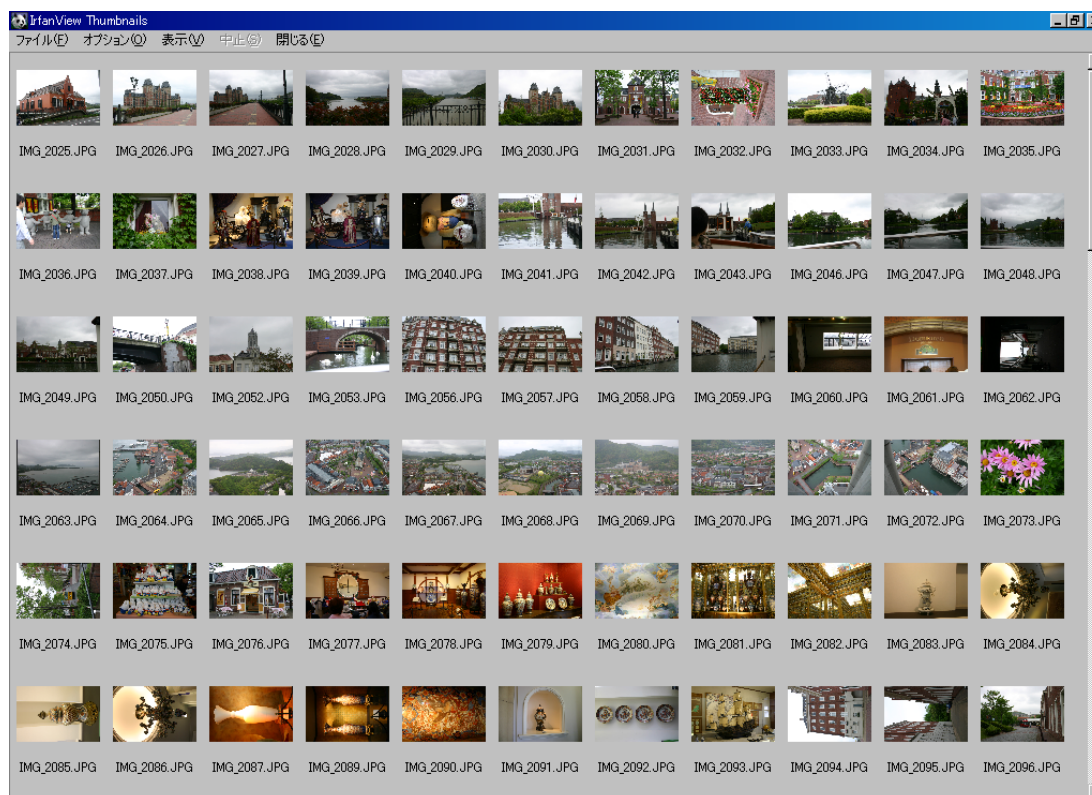 IrfanView Thumbnails
ファイル(F) オプション(O) 表示(V) 中止(S) 閉じる(E)
IMG_2025.JPG IMG_2026.JPG IMG_2027.JPG IMG_2028.JPG IMG_2029.JPG IMG_2030.JPG IMG_2031.JPG IMG_2032.JPG IMG_2033.JPG IMG_2034.JPG IMG_2035.JPG
IMG_2036.JPG IMG_2037.JPG IMG_2038.JPG IMG_2039.JPG IMG_2040.JPG IMG_2041.JPG IMG_2042.JPG IMG_2043.JPG IMG_2046.JPG IMG_2047.JPG IMG_2048.JPG
IMG_2049.JPG IMG_2050.JPG IMG_2052.JPG IMG_2053.JPG IMG_2056.JPG IMG_2057.JPG IMG_2058.JPG IMG_2059.JPG IMG_2060.JPG IMG_2061.JPG IMG_2062.JPG
IMG_2063.JPG IMG_2064.JPG IMG_2065.JPG IMG_2066.JPG IMG_2067.JPG IMG_2068.JPG IMG_2069.JPG IMG_2070.JPG IMG_2071.JPG IMG_2072.JPG IMG_2073.JPG
IMG_2074.JPG IMG_2075.JPG IMG_2076.JPG IMG_2077.JPG IMG_2078.JPG IMG_2079.JPG IMG_2080.JPG IMG_2081.JPG IMG_2082.JPG IMG_2083.JPG IMG_2084.JPG
IMG_2085.JPG IMG_2086.JPG IMG_2087.JPG IMG_2089.JPG IMG_2090.JPG IMG_2091.JPG IMG_2092.JPG IMG_2093.JPG IMG_2094.JPG IMG_2095.JPG IMG_2096.JPG